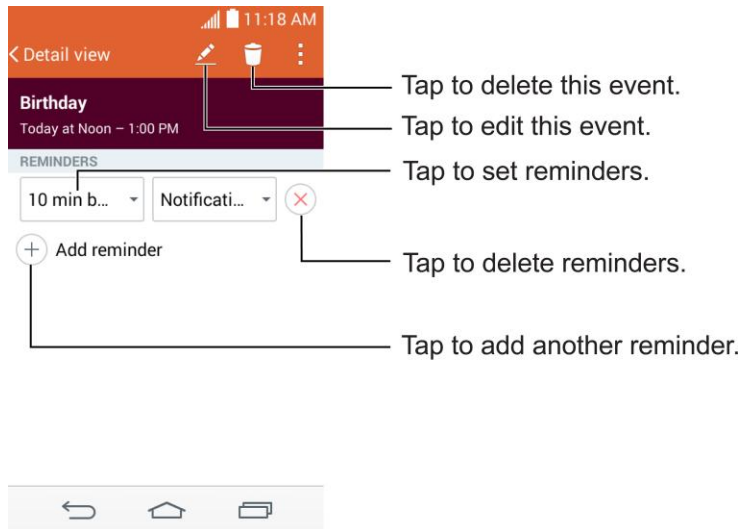 11:18 AM
Detail view
Birthday
Today at Noon – 1:00 PM
REMINDERS
10 min b... Notificati...
Add reminder
Tap to delete this event.
Tap to edit this event.
Tap to set reminders.
Tap to delete reminders.
Tap to add another reminder.